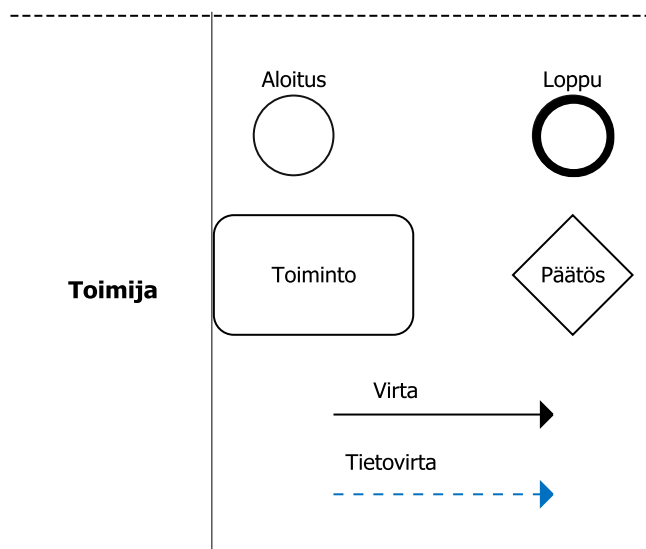 Aloitus
Loppu
Toimija
Toiminto
Päätös
Virta
Tietovirta